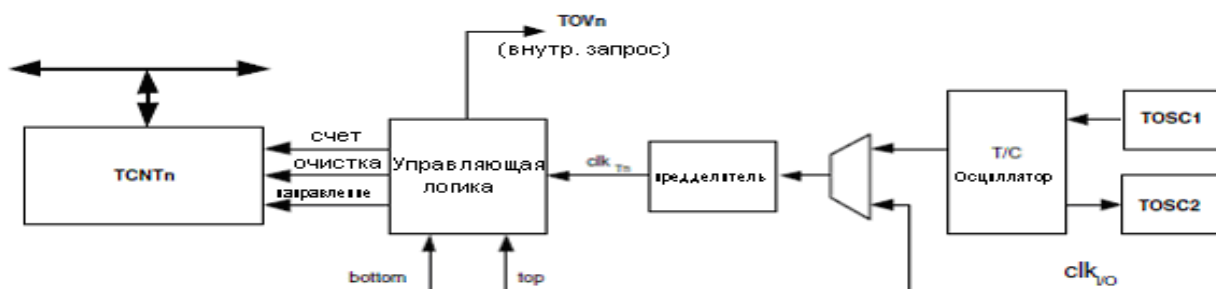 TOVn
(внутр. запрос)
счет
очистка
направление
TCNTn
Управляющая
логика
clk Tn
предделитель
T/C
Осциллятор
TOSC1
TOSC2
bottom
top
clk I/O